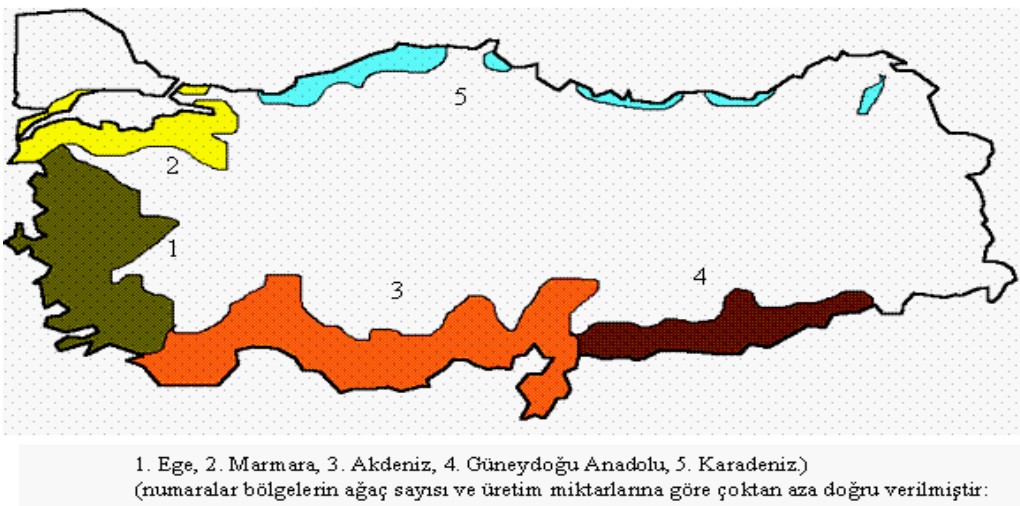 5
2
1
3
4
1. Ege, 2. Marmara, 3. Akdeniz, 4. Güneydoğu Anadolu, 5. Karadeniz.)
(numaralar bölgelerin ağaç sayısı ve üretim miktarlarına göre çoktan aza doğru verilmiştir: